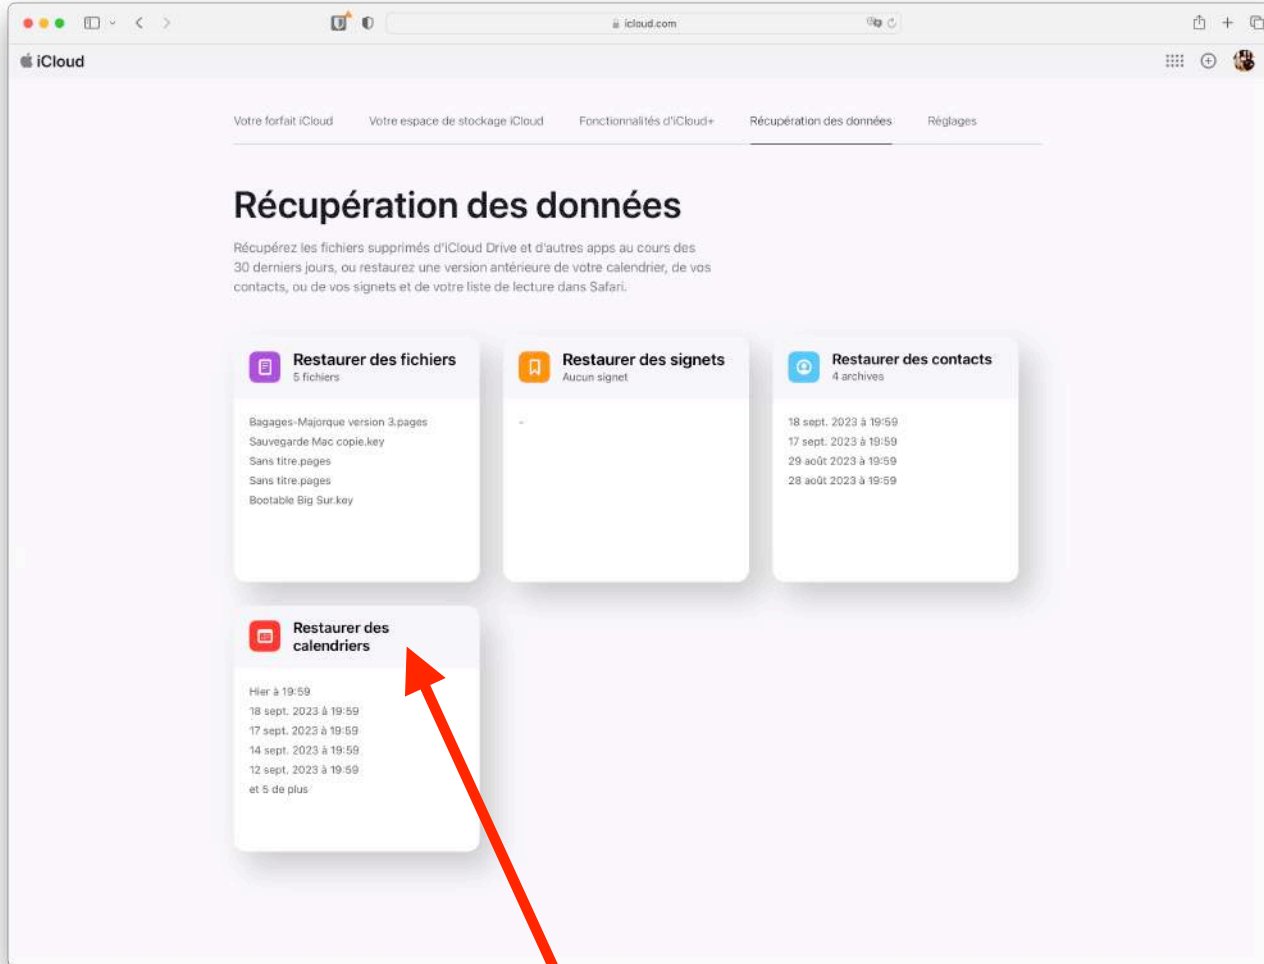 icloud.com
iCloud
Votre forfait iCloud Votre espace de stockage iCloud Fonctionnalités d'iCloud+ Récupération des données Réglages
Récupération des données
Récupérez les fichiers supprimés d'iCloud Drive et d'autres apps au cours des
30 derniers jours, ou restaurez une version antérieure de votre calendrier, de vos
contacts, ou de vos signets et de votre liste de lecture dans Safari.
Restaurer des fichiers
5 fichiers
Bagages-Majorque version 3.pages
Sauvegarde Mac copie.key
Sans titre.pages
Sans titre.pages
Bootable Big Sur.key
Restaurer des signets
Aucun signet
-
Restaurer des contacts
4 archives
18 sept. 2023 à 19:59
17 sept. 2023 à 19:59
29 août 2023 à 19:59
28 août 2023 à 19:59
Restaurer des
calendriers
Hier à 19:59
18 sept. 2023 à 19:59
17 sept. 2023 à 19:59
14 sept. 2023 à 19:59
12 sept. 2023 à 19:59
et 5 de plus